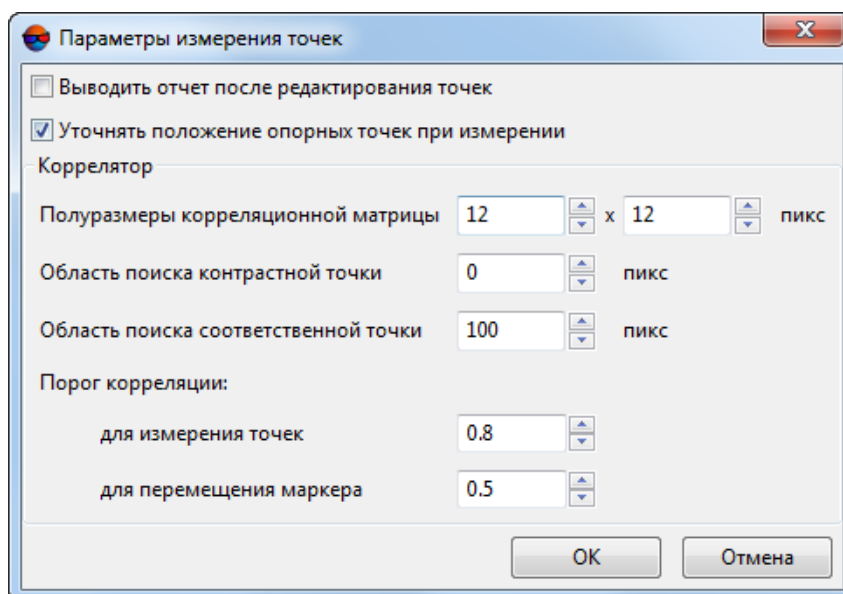 Параметры измерения точек
Выводить отчет после редактирования точек
Уточнять положение опорных точек при измерении
Коррелятор
Полуразмеры корреляционной матрицы 12 x 12 пикс
Область поиска контрастной точки 0 пикс
Область поиска соответственной точки 100 пикс
Порог корреляции:
для измерения точек 0.8
для перемещения маркера 0.5
OK Отмена